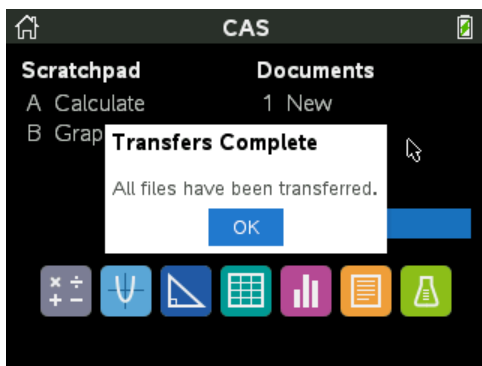 CAS
Scratchpad
Documents
A Calculate
1 New
B Grap
Transfers Complete
All files have been transferred.
OK